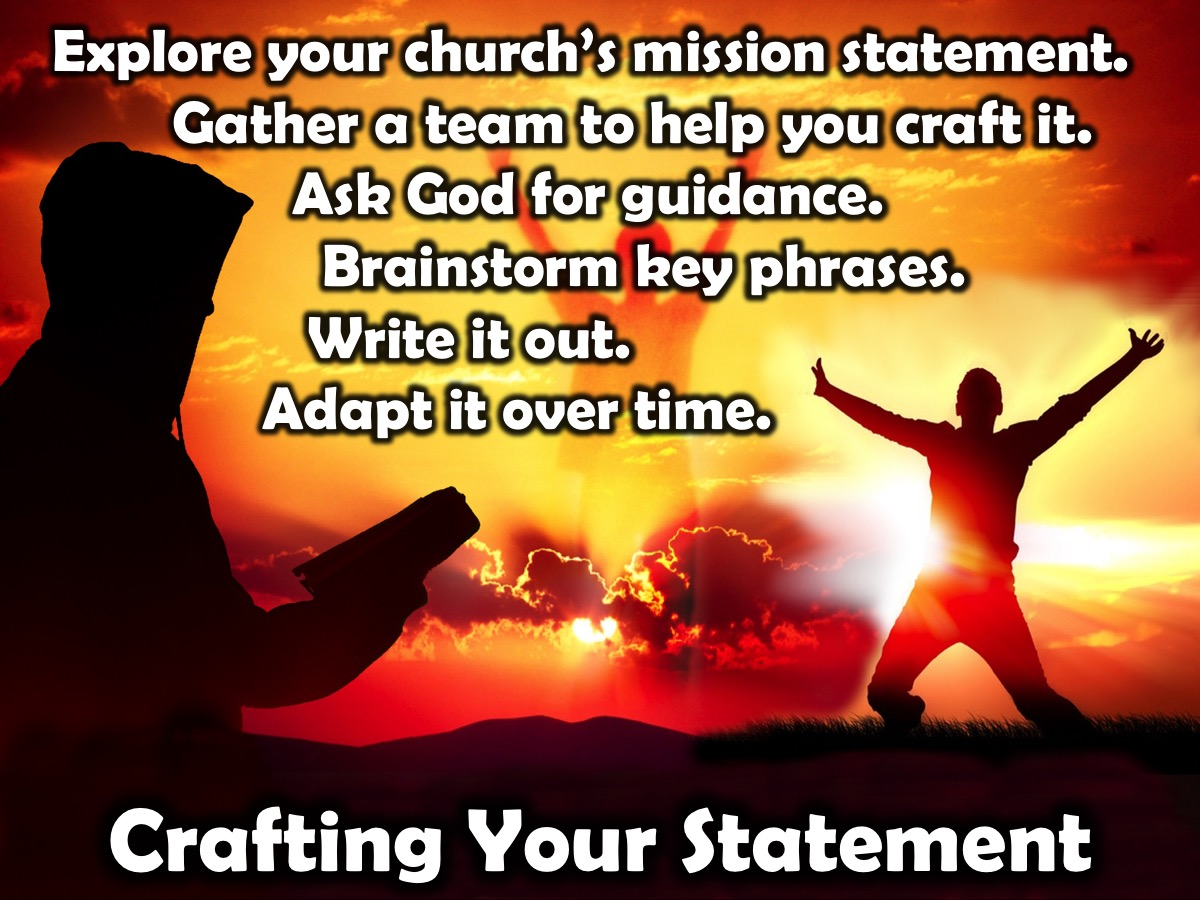 Explore your church’s mission statement.
Gather a team to help you craft it.
Ask God for guidance.
Brainstorm key phrases.
Write it out.
Adapt it over time.
Crafting Your Statement